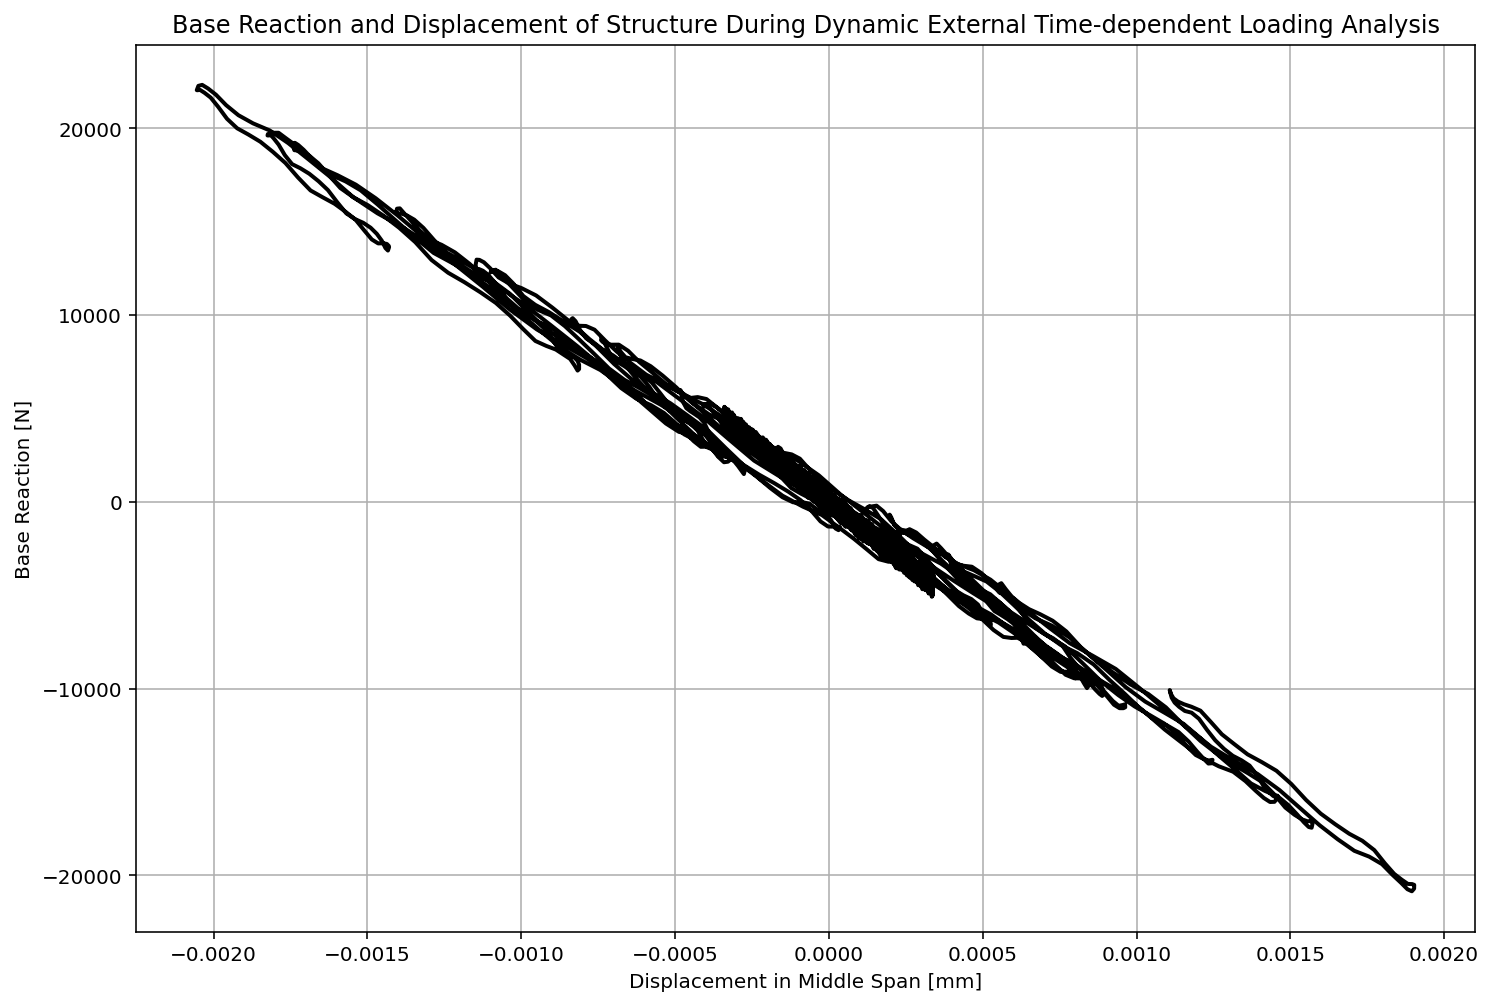 Base Reaction and Displacement of Structure During Dynamic External Time-dependent Loading Analysis
20000
10000
0
−10000
−20000
Base Reaction [N]
−0.0020 −0.0015 −0.0010 −0.0005 0.0000 0.0005 0.0010 0.0015 0.0020
Displacement in Middle Span [mm]